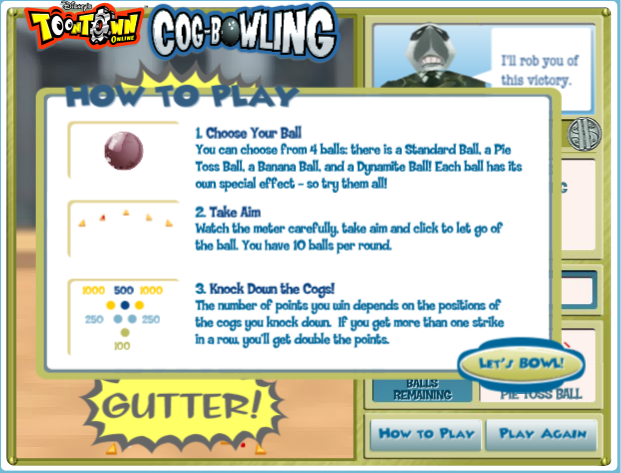 Disney's
TOONTOWN
ONLINE
COG-BOWLING
I'll rob you of
this victory.
HOW TO PLAY
1. Choose Your Ball
You can choose from 4 balls: there is a Standard Ball, a Pie
Toss Ball, a Banana Ball, and a Dynamite Ball! Each ball has its
own special effect - so try them all!
2. Take Aim
Watch the meter carefully, take aim and click to let go of
the ball. You have 10 balls per round.
1000 500 1000
250 250
100
3. Knock Down the Cogs!
The number of points you win depends on the positions of
the cogs you knock down. If you get more than one strike
in a row, you'll get double the points.
LET'S BOWL!
GUTTER!
BALLS
REMAINING
PIE TOSS BALL
HOW TO PLAY
PLAY AGAIN